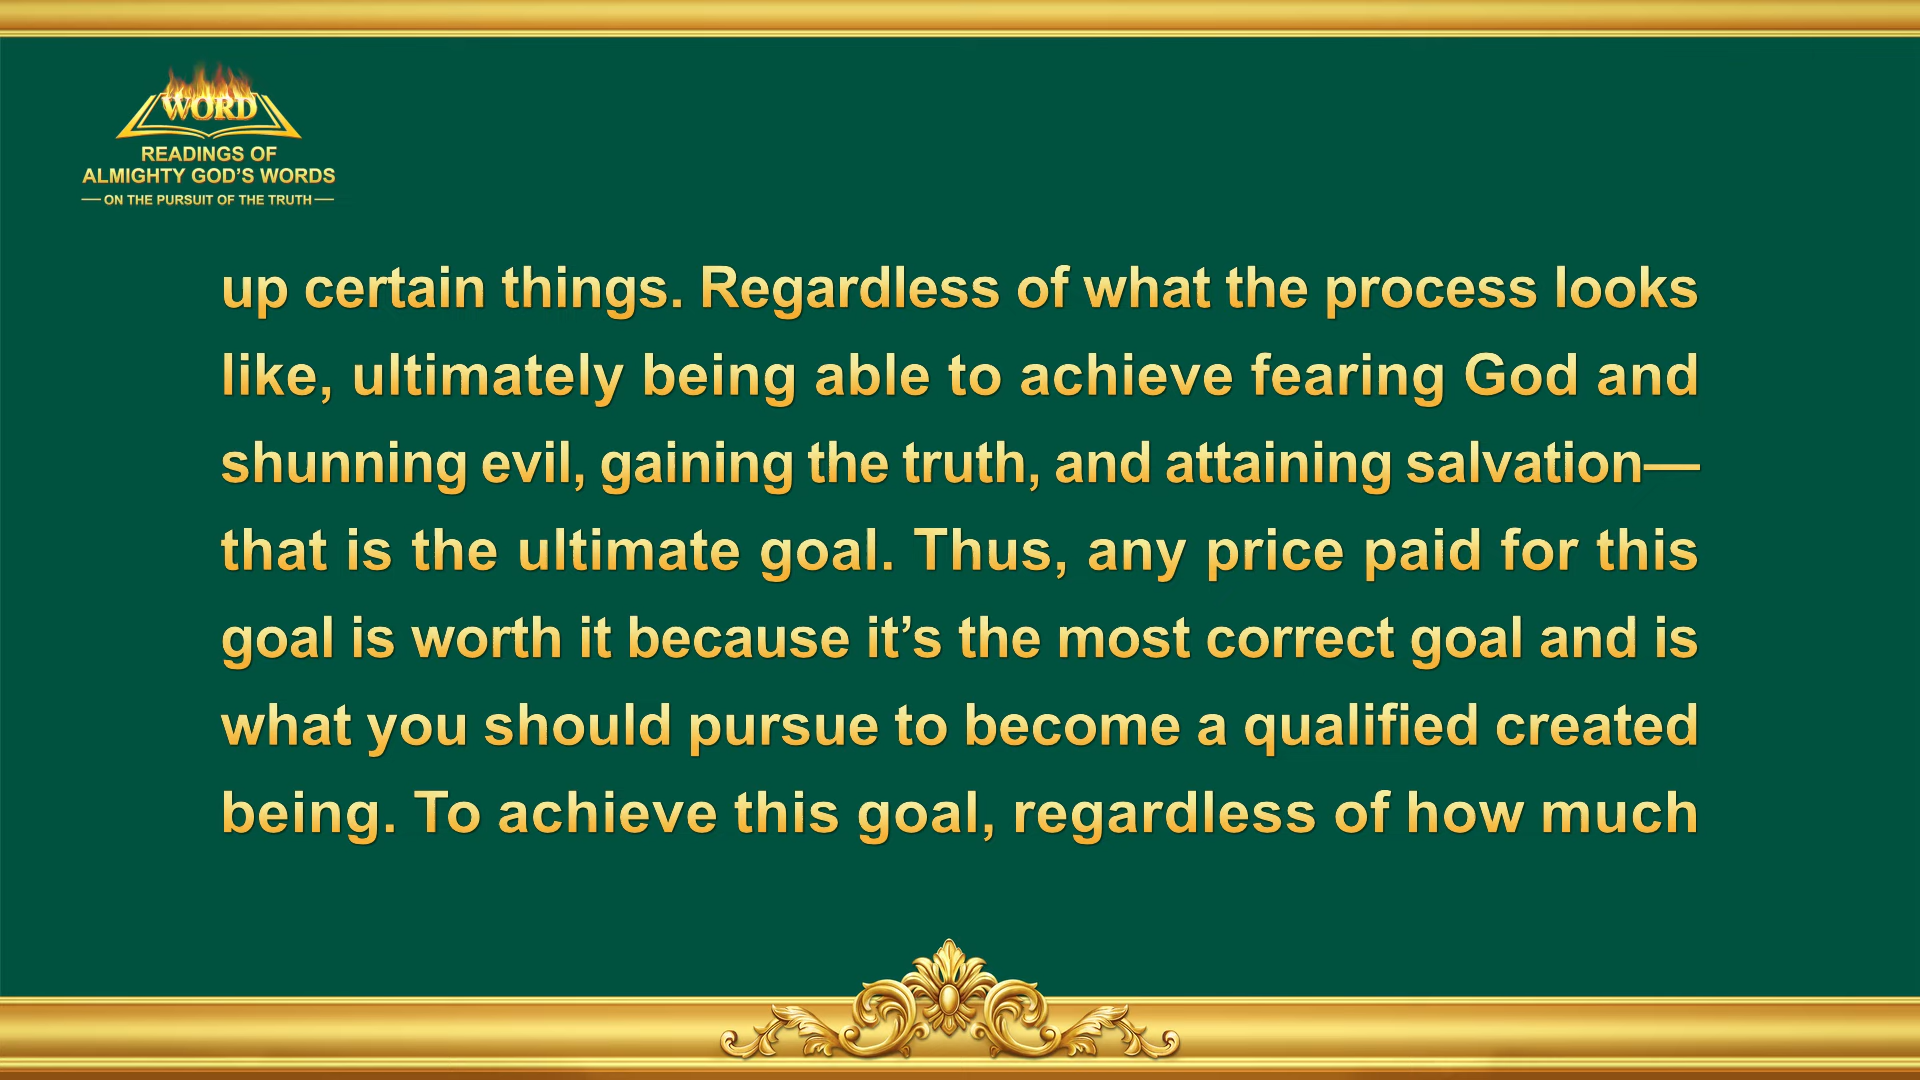 WORD
READINGS OF
ALMIGHTY GOD'S WORDS
— ON THE PURSUIT OF THE TRUTH —
up certain things. Regardless of what the process looks
like, ultimately being able to achieve fearing God and
shunning evil, gaining the truth, and attaining salvation—
that is the ultimate goal. Thus, any price paid for this
goal is worth it because it’s the most correct goal and is
what you should pursue to become a qualified created
being. To achieve this goal, regardless of how much